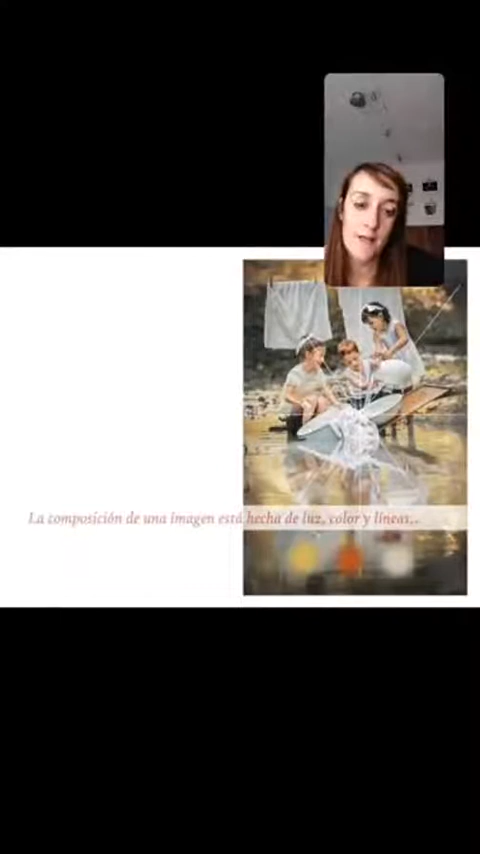 La composición de una imagen está hecha de luz, color y líneas...